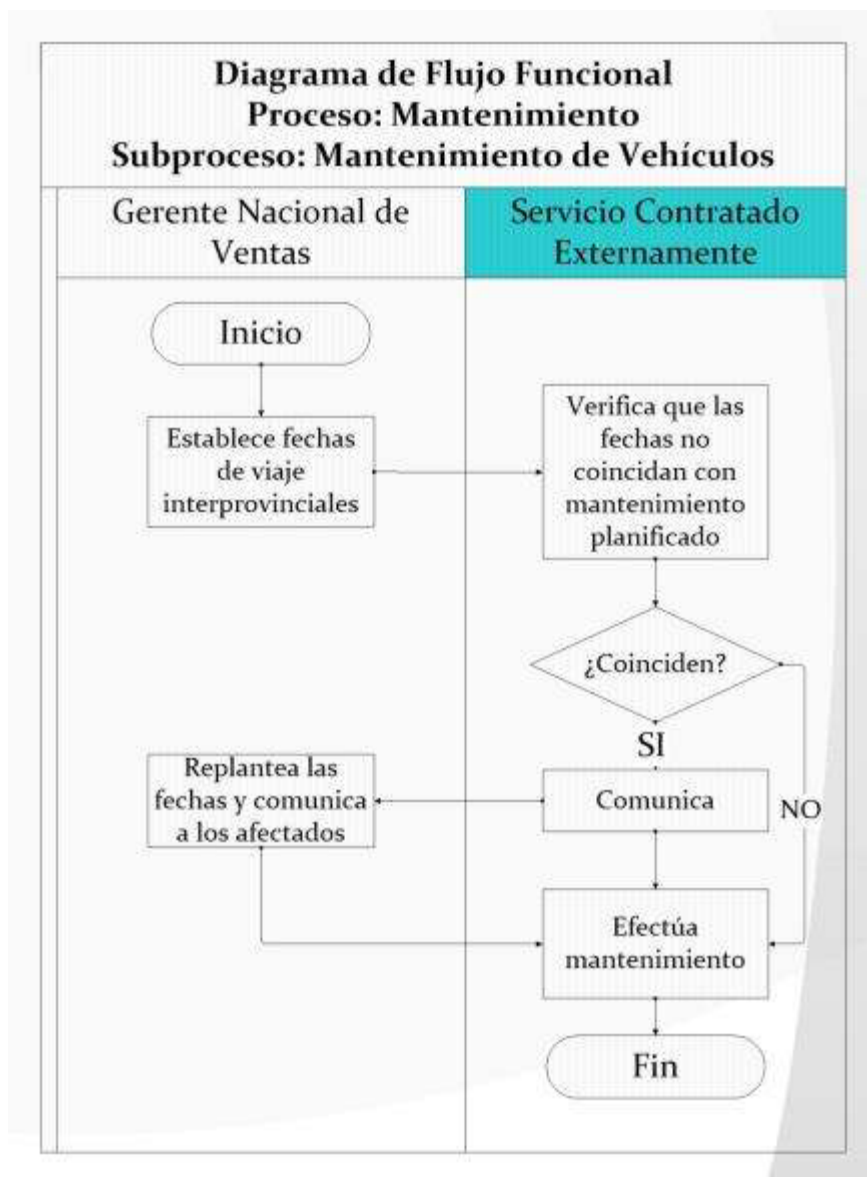 Diagrama de Flujo Funcional
Proceso: Mantenimiento
Subproceso: Mantenimiento de Vehículos
Gerente Nacional de
Ventas
Servicio Contratado
Externamente
Inicio
Establece fechas
de viaje
interprovinciales
Verifica que las
fechas no
coincidan con
mantenimiento
planificado
¿Coinciden?
SI
Replantea las
fechas y comunica
a los afectados
Comunica
NO
Efectúa
mantenimiento
Fin